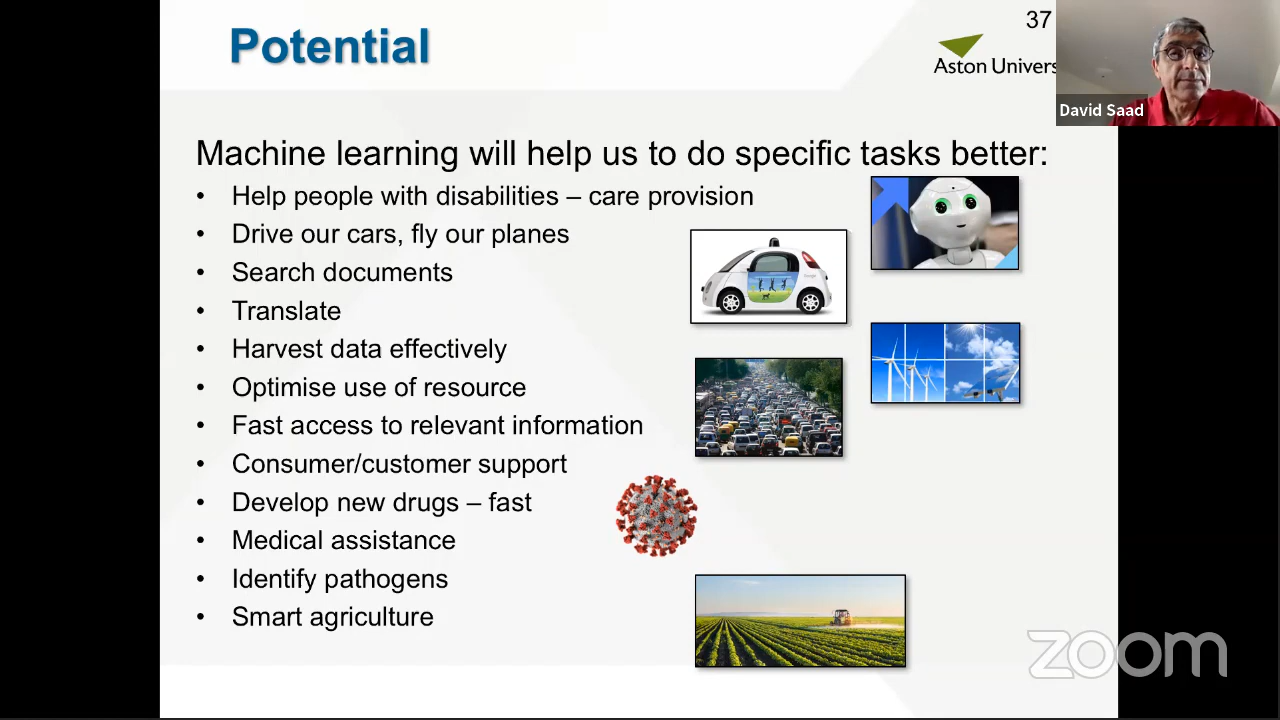 Potential
37
Aston Univers
David Saad
Machine learning will help us to do specific tasks better:
• Help people with disabilities – care provision
• Drive our cars, fly our planes
• Search documents
• Translate
• Harvest data effectively
• Optimise use of resource
• Fast access to relevant information
• Consumer/customer support
• Develop new drugs – fast
• Medical assistance
• Identify pathogens
• Smart agriculture
zoom